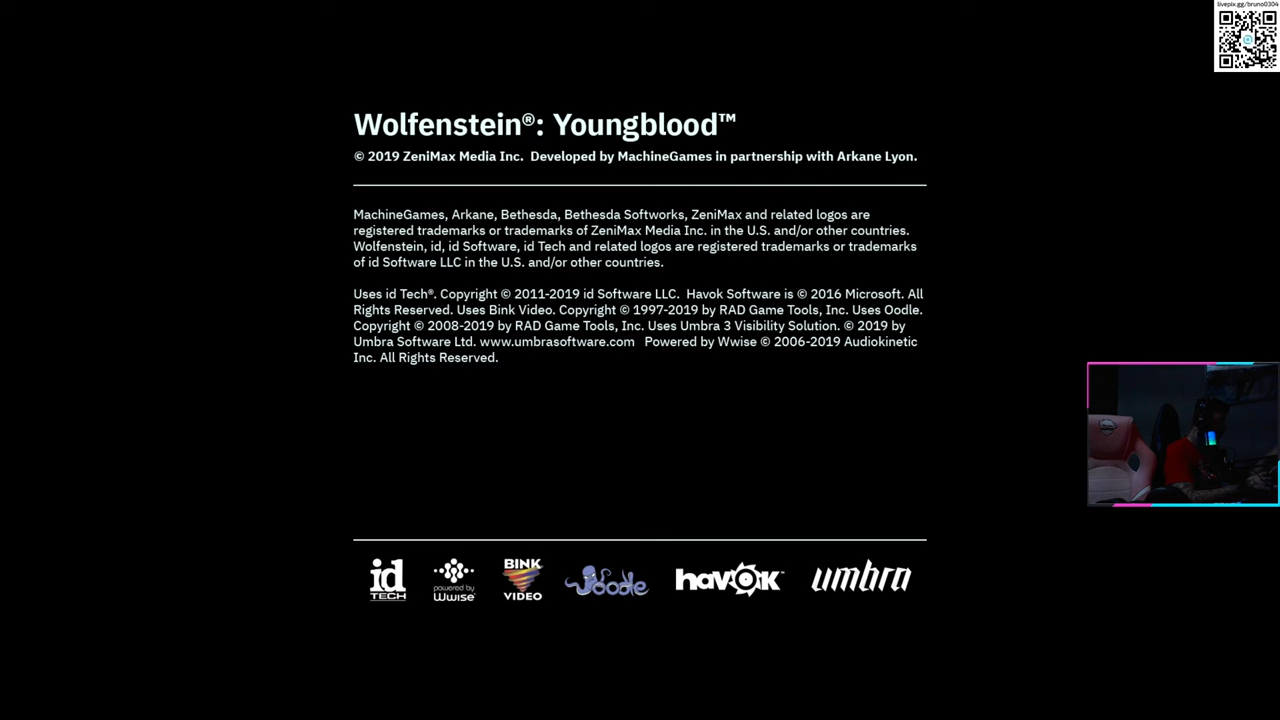 livepix.gg/bruno0304
Wolfenstein®: Youngblood™
© 2019 ZeniMax Media Inc.  Developed by MachineGames in partnership with Arkane Lyon.
MachineGames, Arkane, Bethesda, Bethesda Softworks, ZeniMax and related logos are
registered trademarks or trademarks of ZeniMax Media Inc. in the U.S. and/or other countries.
Wolfenstein, id, id Software, id Tech and related logos are registered trademarks or trademarks
of id Software LLC in the U.S. and/or other countries.
Uses id Tech®. Copyright © 2011-2019 id Software LLC.  Havok Software is © 2016 Microsoft. All
Rights Reserved. Uses Bink Video. Copyright © 1997-2019 by RAD Game Tools, Inc. Uses Oodle.
Copyright © 2008-2019 by RAD Game Tools, Inc. Uses Umbra 3 Visibility Solution. © 2019 by
Umbra Software Ltd. www.umbrasoftware.com   Powered by Wwise © 2006-2019 Audiokinetic
Inc. All Rights Reserved.
id TECH
powered by Wwise
BINK VIDEO
oodle
havok™
umbra